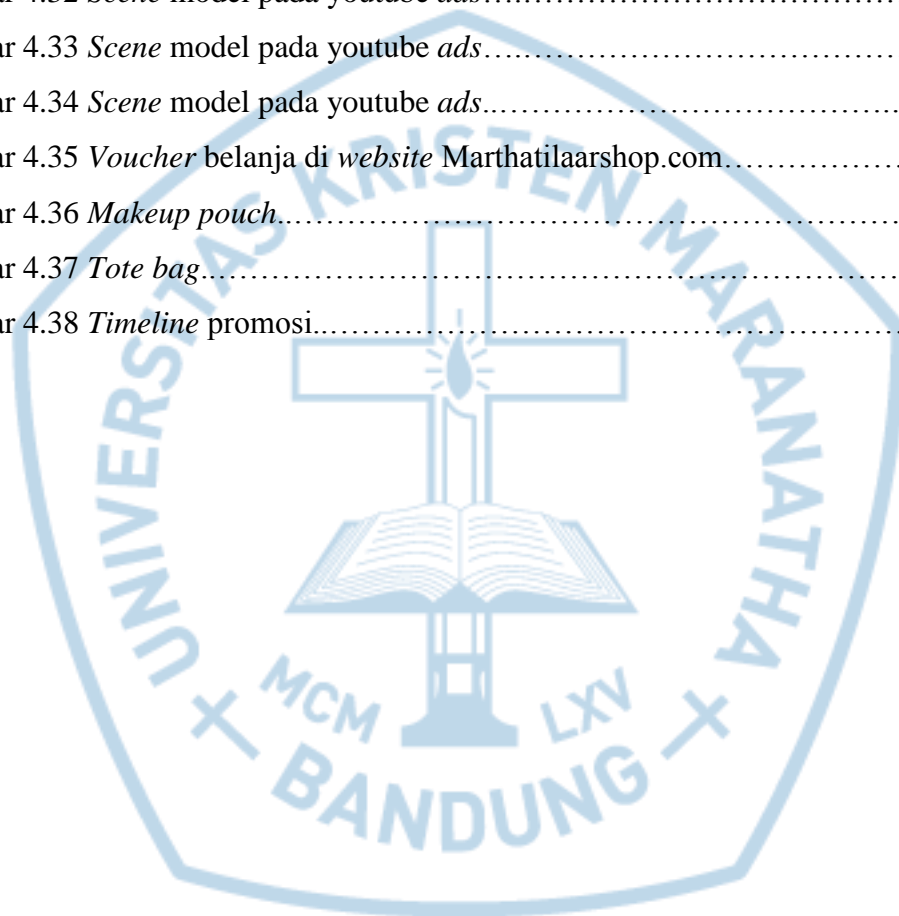 ar 4.32 Scene model pada youtube ads…………………………………………
ar 4.33 Scene model pada youtube ads…..……………………………………
ar 4.34 Scene model pada youtube ads..…………………………………….…
ar 4.35 Voucher belanja di website Marthatilaarshop.com……………………
ar 4.36 Makeup pouch..…………………………………………………………
ar 4.37 Tote bag..…………………………………………………………………
ar 4.38 Timeline promosi..………………………………………………………
UNIVERSITAS KRISTEN MARANATHA
MCM LXV
BANDUNG